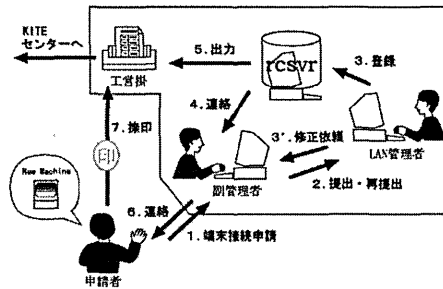 KITE
センターへ
5.出力
rcsvr
3.登録
工営掛
4.連絡
3'.修正依頼
LAN管理者
7.捺印
印
副管理者
2.提出・再提出
New Machine
6.連絡
1.端末接続申請
申請者